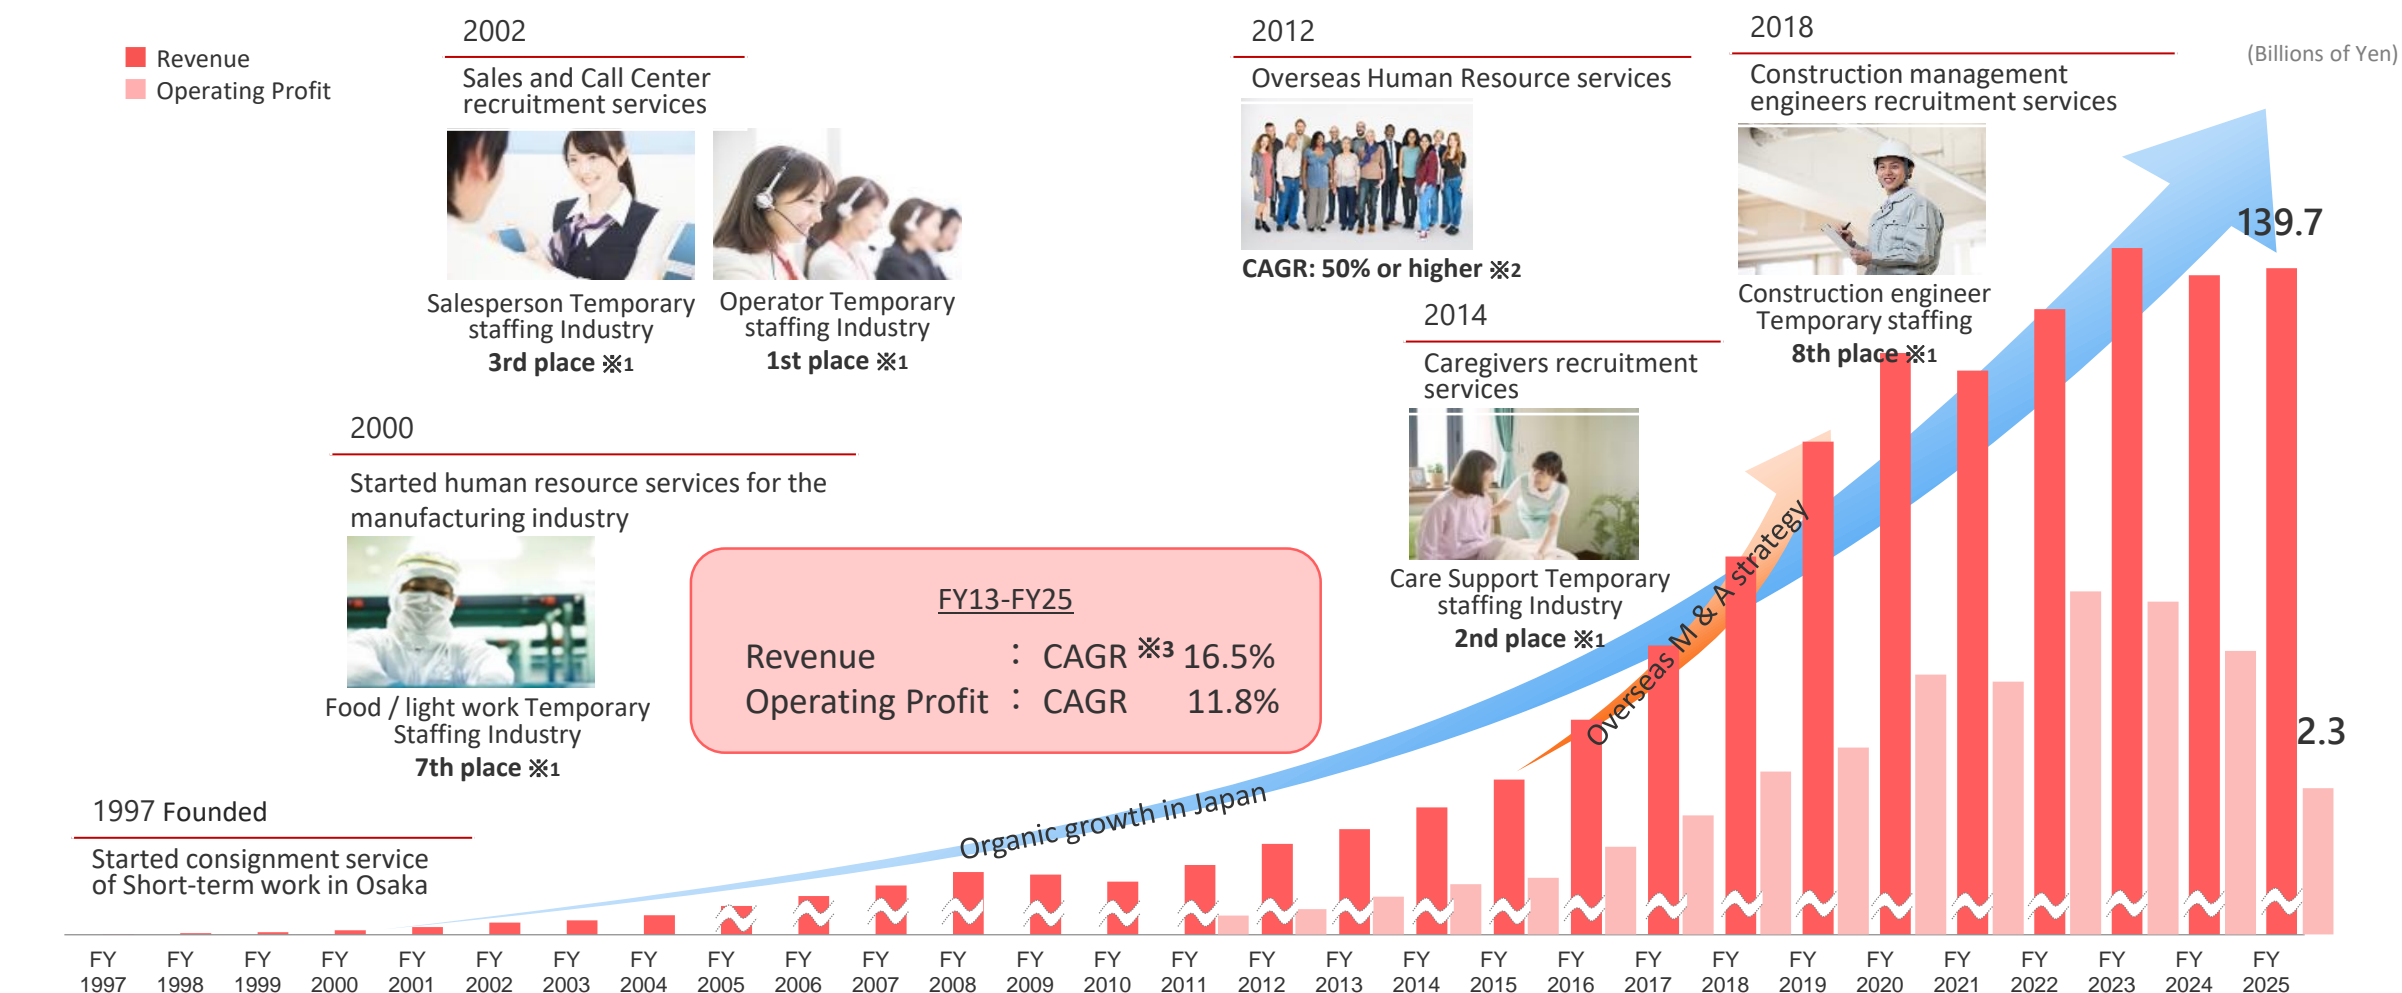 Revenue
Operating Profit
(Billions of Yen)
2002
Sales and Call Center
recruitment services
Salesperson Temporary
staffing Industry
3rd place ※1
Operator Temporary
staffing Industry
1st place ※1
2012
Overseas Human Resource services
CAGR: 50% or higher ※2
2018
Construction management
engineers recruitment services
Construction engineer
Temporary staffing
8th place ※1
2014
Caregivers recruitment
services
Care Support Temporary
staffing Industry
2nd place ※1
2000
Started human resource services for the
manufacturing industry
Food / light work Temporary
Staffing Industry
7th place ※1
FY13-FY25
Revenue : CAGR ※3 16.5%
Operating Profit : CAGR 11.8%
1997 Founded
Started consignment service
of Short-term work in Osaka
Organic growth in Japan
Overseas M & A strategy
139.7
2.3
FY FY FY FY FY FY FY FY FY FY FY FY FY FY FY FY FY FY FY FY FY FY FY FY FY FY FY FY FY
1997 1998 1999 2000 2001 2002 2003 2004 2005 2006 2007 2008 2009 2010 2011 2012 2013 2014 2015 2016 2017 2018 2019 2020 2021 2022 2023 2024 2025